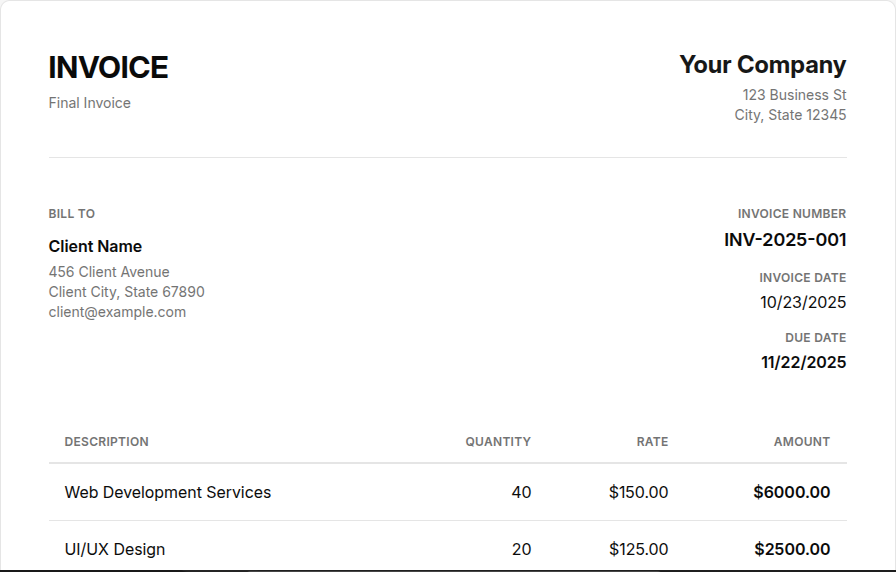 INVOICE
Final Invoice
Your Company
123 Business St
City, State 12345
BILL TO
Client Name
456 Client Avenue
Client City, State 67890
client@example.com
INVOICE NUMBER
INV-2025-001
INVOICE DATE
10/23/2025
DUE DATE
11/22/2025
DESCRIPTION QUANTITY RATE AMOUNT
Web Development Services 40 $150.00 $6000.00
UI/UX Design 20 $125.00 $2500.00